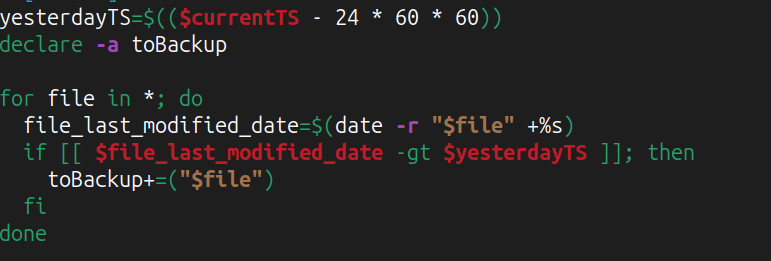 yesterdayTS=$(($currentTS - 24 * 60 * 60))
declare -a toBackup

for file in *; do
  file_last_modified_date=$(date -r "$file" +%s)
  if [[ $file_last_modified_date -gt $yesterdayTS ]]; then
    toBackup+=("$file")
  fi
done